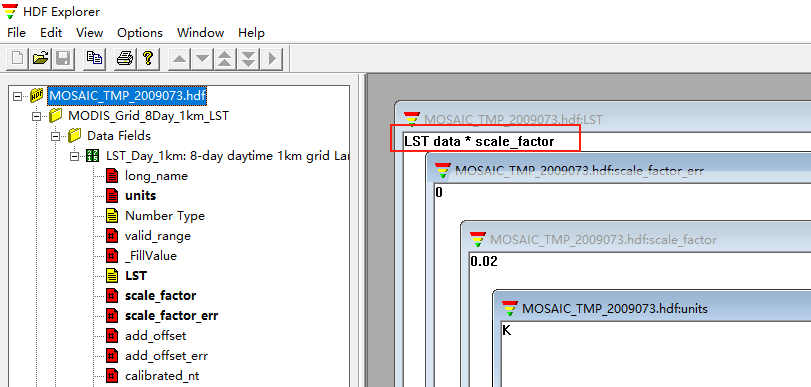 HDF Explorer
File Edit View Options Window Help
MOSAIC_TMP_2009073.hdf
MODIS_Grid_8Day_1km_LST
Data Fields
LST_Day_1km: 8-day daytime 1km grid Lan
long_name
units
Number Type
valid_range
_FillValue
LST
scale_factor
scale_factor_err
add_offset
add_offset_err
calibrated_nt
MOSAIC_TMP_2009073.hdf:LST
LST data * scale_factor
MOSAIC_TMP_2009073.hdf:scale_factor_err
0
MOSAIC_TMP_2009073.hdf:scale_factor
0.02
MOSAIC_TMP_2009073.hdf:units
K